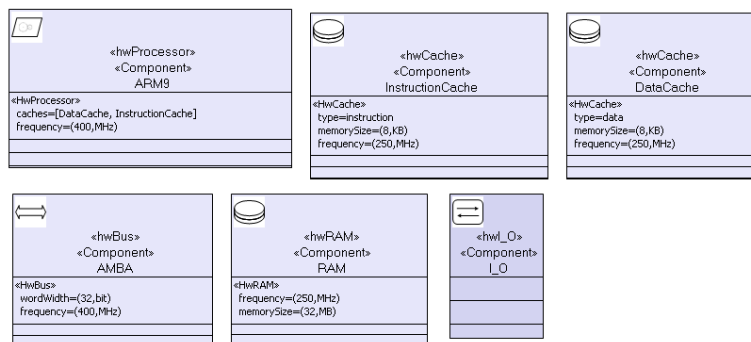 «hwProcessor»
«Component»
ARM9
«HwProcessor»
caches=[DataCache, InstructionCache]
frequency=(400,MHz)
«hwCache»
«Component»
InstructionCache
«HwCache»
type=instruction
memorySize=(8,KB)
frequency=(250,MHz)
«hwCache»
«Component»
DataCache
«HwCache»
type=data
memorySize=(8,KB)
frequency=(250,MHz)
«hwBus»
«Component»
AMBA
«HwBus»
wordWidth=(32,bit)
frequency=(400,MHz)
«hwRAM»
«Component»
RAM
«HwRAM»
frequency=(250,MHz)
memorySize=(32,MB)
«hwI_O»
«Component»
I_O